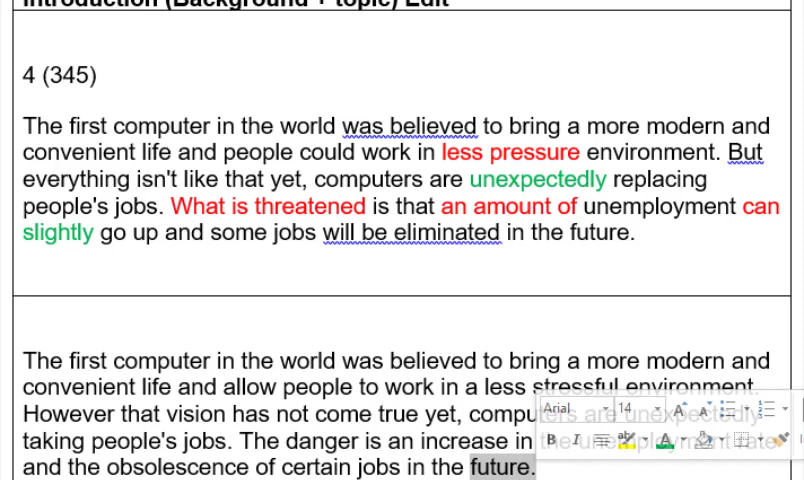 Introduction (Background + topic) Edit
4 (345)
The first computer in the world was believed to bring a more modern and
convenient life and people could work in less pressure environment. But
everything isn't like that yet, computers are unexpectedly replacing
people's jobs. What is threatened is that an amount of unemployment can
slightly go up and some jobs will be eliminated in the future.
The first computer in the world was believed to bring a more modern and
convenient life and allow people to work in a less stressful environment.
However that vision has not come true yet, computers are unexpectedly
Arial 14
taking people's jobs. The danger is an increase in the unemployment rate
B I
and the obsolescence of certain jobs in the future.